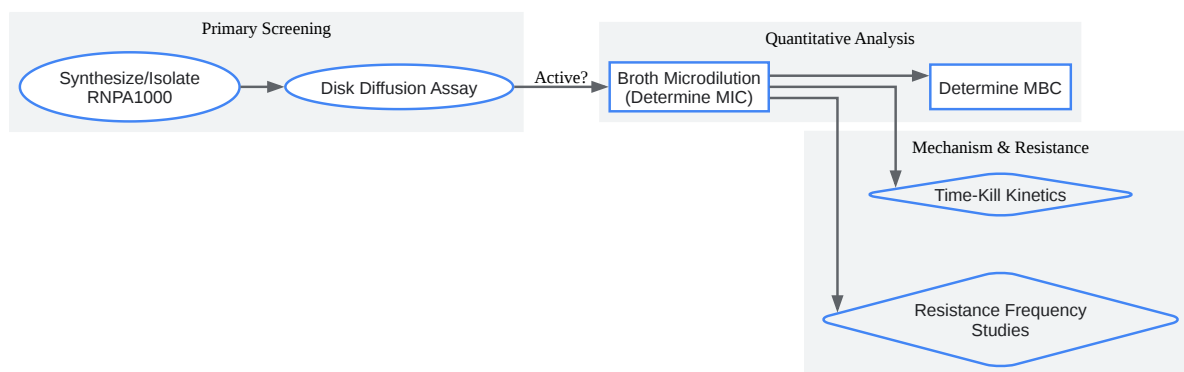 Primary Screening
Synthesize/Isolate
RNPA1000
Disk Diffusion Assay
Active?
Quantitative Analysis
Broth Microdilution
(Determine MIC)
Determine MBC
Mechanism & Resistance
Time-Kill Kinetics
Resistance Frequency
Studies